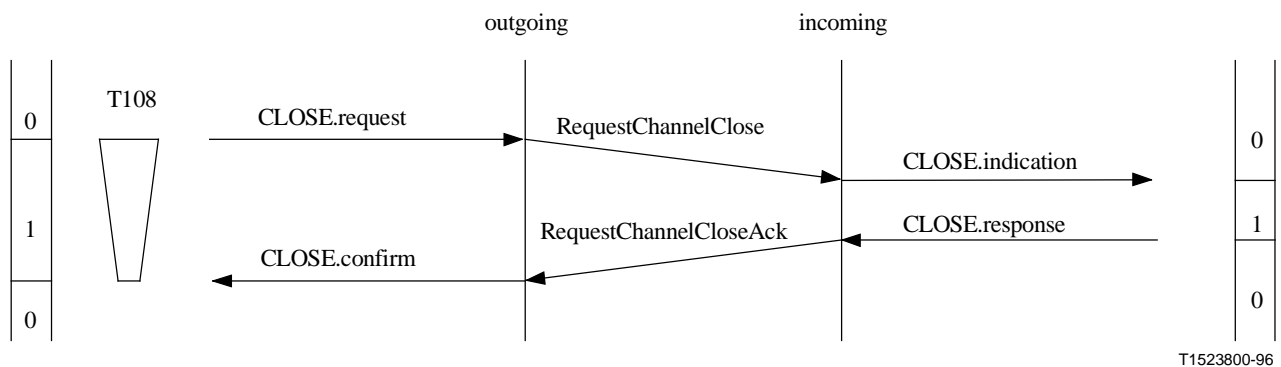 outgoing
incoming
T108
0
CLOSE.request
RequestChannelClose
0
CLOSE.indication
1
RequestChannelCloseAck
CLOSE.response
1
CLOSE.confirm
0
0
T1523800-96